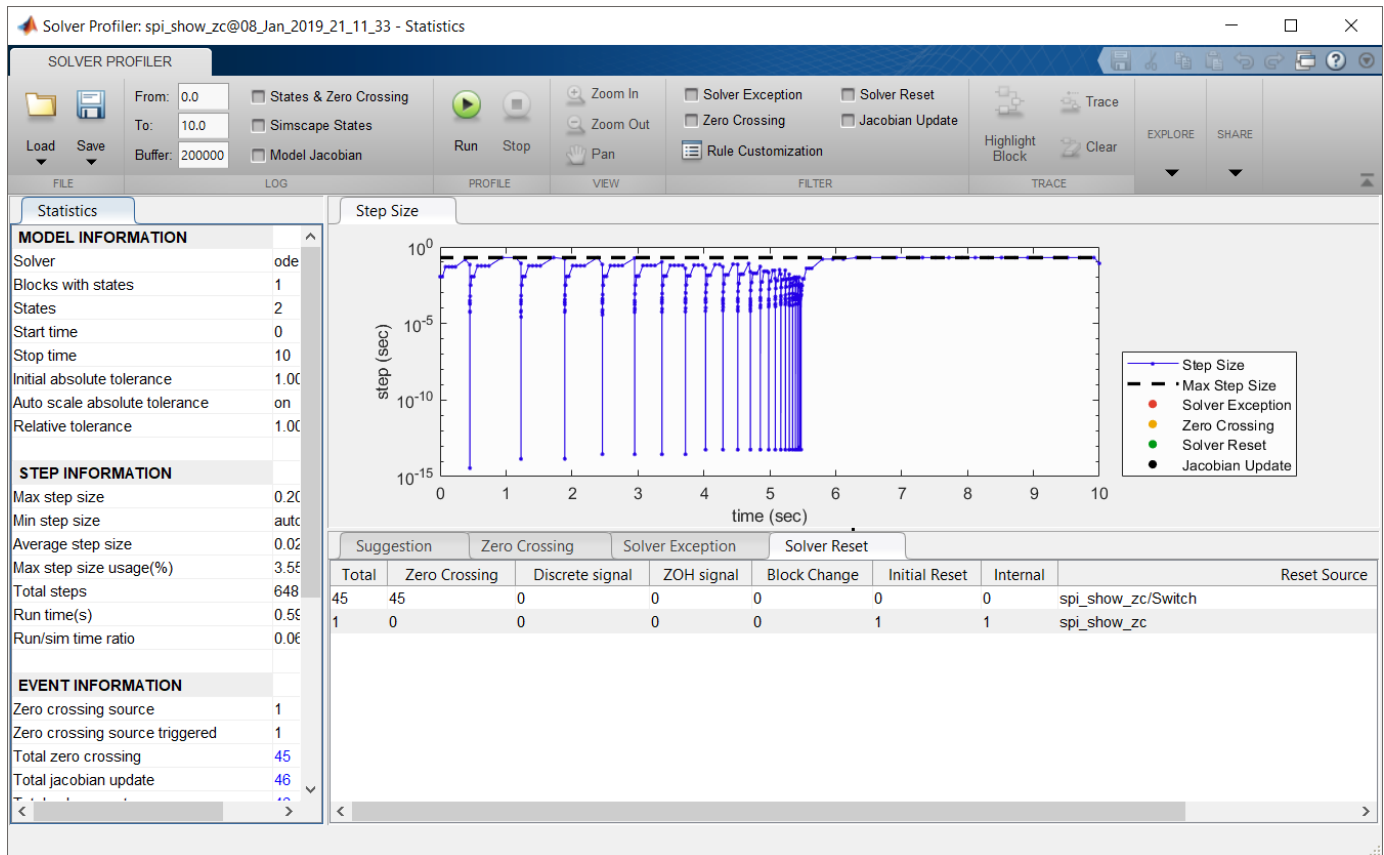 Solver Profiler: spi_show_zc@08_Jan_2019_21_11_33 - Statistics
SOLVER PROFILER
Load
Save
FILE
From: 0.0
To: 10.0
Buffer: 200000
States & Zero Crossing
Simscape States
Model Jacobian
LOG
Run
Stop
PROFILE
Zoom In
Zoom Out
Pan
VIEW
Solver Exception
Solver Reset
Zero Crossing
Jacobian Update
Rule Customization
FILTER
Highlight
Block
Trace
Clear
TRACE
EXPLORE
SHARE
Statistics
MODEL INFORMATION
Solver ode
Blocks with states 1
States 2
Start time 0
Stop time 10
Initial absolute tolerance 1.00
Auto scale absolute tolerance on
Relative tolerance 1.00
STEP INFORMATION
Max step size 0.20
Min step size auto
Average step size 0.02
Max step size usage(%) 3.55
Total steps 648
Run time(s) 0.59
Run/sim time ratio 0.06
EVENT INFORMATION
Zero crossing source 1
Zero crossing source triggered 1
Total zero crossing 45
Total jacobian update 46
Step Size
10^0
10^-5
10^-10
10^-15
step (sec)
0 1 2 3 4 5 6 7 8 9 10
time (sec)
Step Size
Max Step Size
Solver Exception
Zero Crossing
Solver Reset
Jacobian Update
Suggestion Zero Crossing Solver Exception Solver Reset
Total Zero Crossing Discrete signal ZOH signal Block Change Initial Reset Internal Reset Source
45 45 0 0 0 0 0 spi_show_zc/Switch
1 0 0 0 0 1 1 spi_show_zc